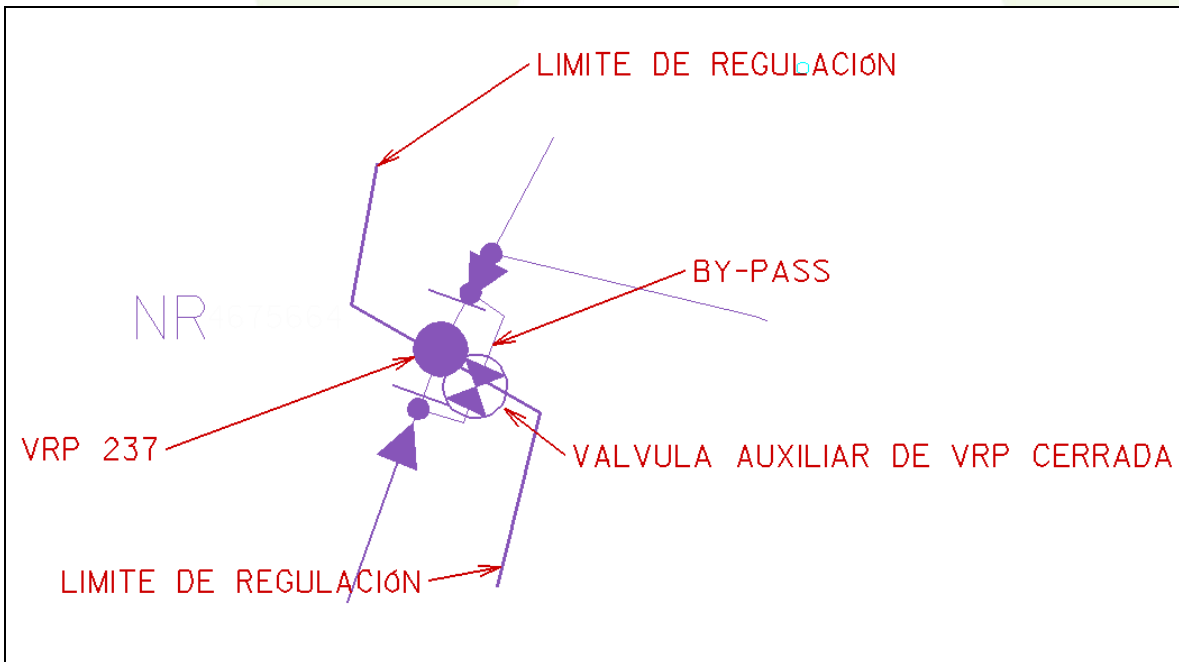 LIMITE DE REGULACIÓN
BY-PASS
NR
VRP 237
VALVULA AUXILIAR DE VRP CERRADA
LIMITE DE REGULACIÓN